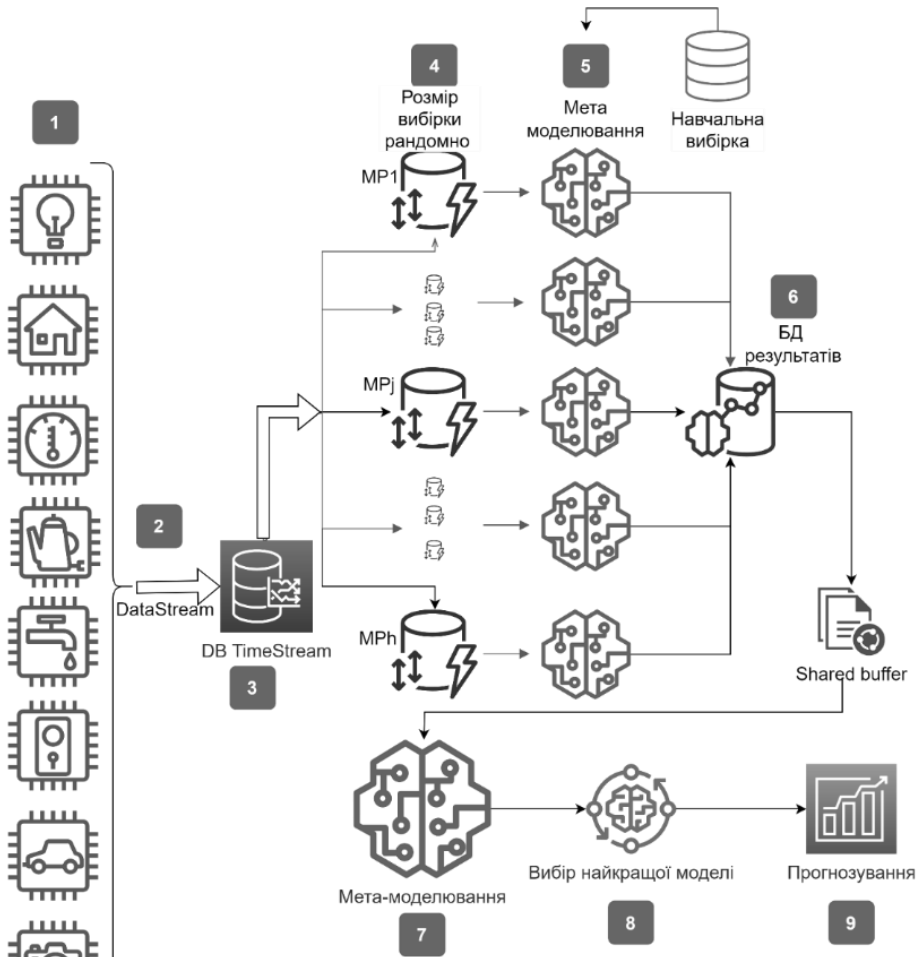 4
5
Розмір
вибірки
рандомно
Мета
моделювання
Навчальна
вибірка
1
MP1
6
БД
результатів
MPj
2
DataStream
DB TimeStream
3
MPh
Shared buffer
Мета-моделювання
7
Вибір найкращої моделі
8
Прогнозування
9